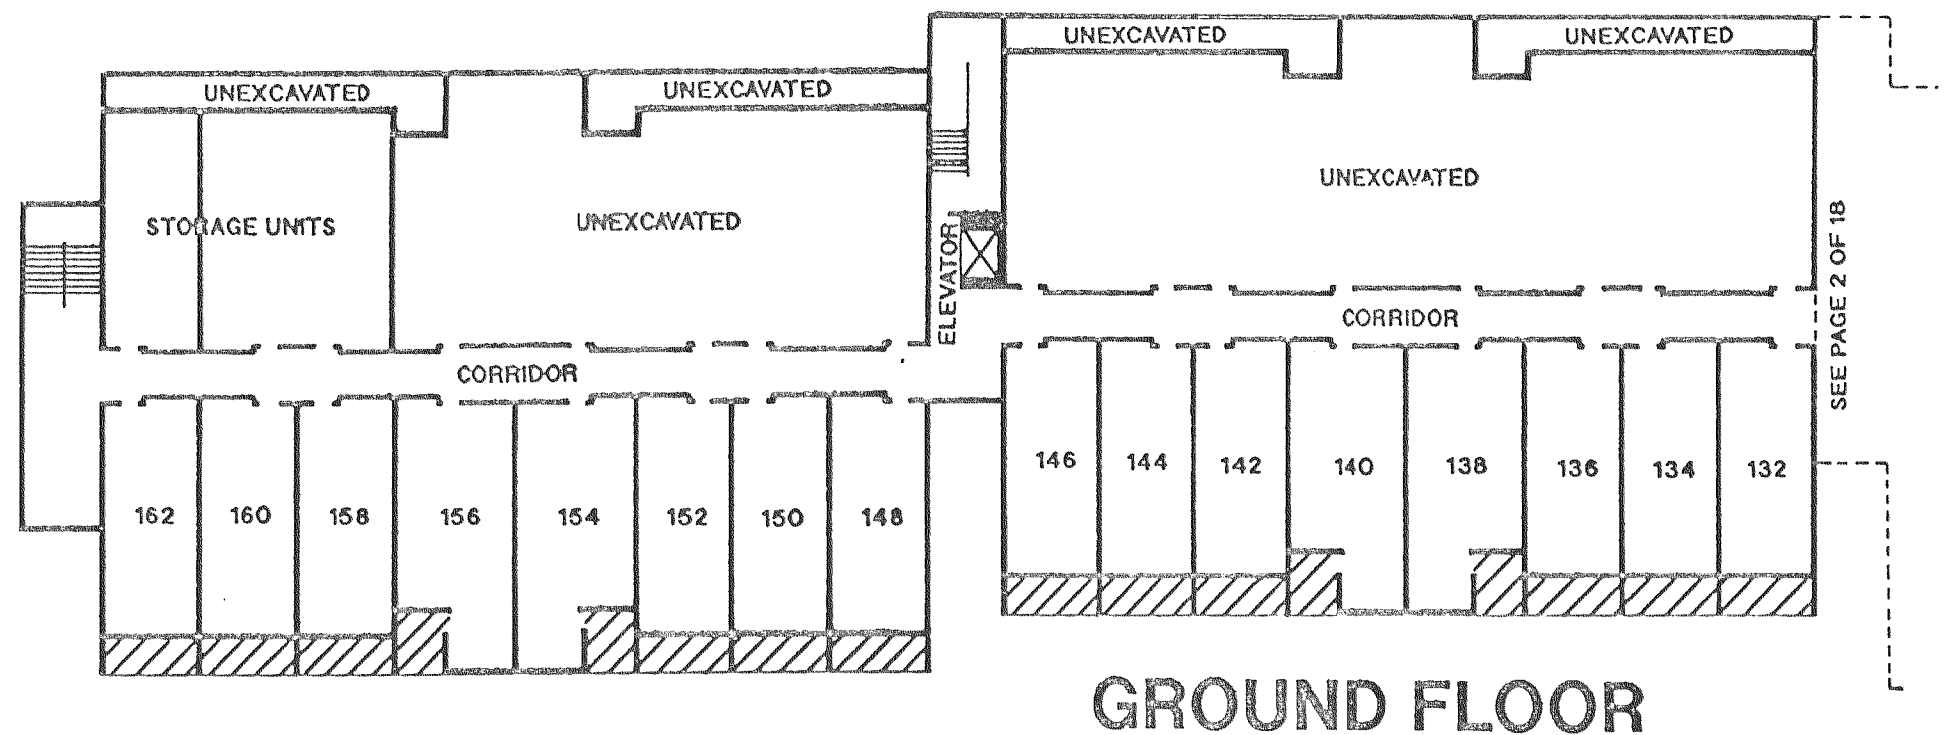 UNEXCAVATED
UNEXCAVATED
UNEXCAVATED
UNEXCAVATED
STORAGE UNITS
UNEXCAVATED
ELEVATOR
UNEXCAVATED
SEE PAGE 2 OF 18
CORRIDOR
CORRIDOR
162
160
158
156
154
152
150
148
146
144
142
140
138
136
134
132
GROUND FLOOR